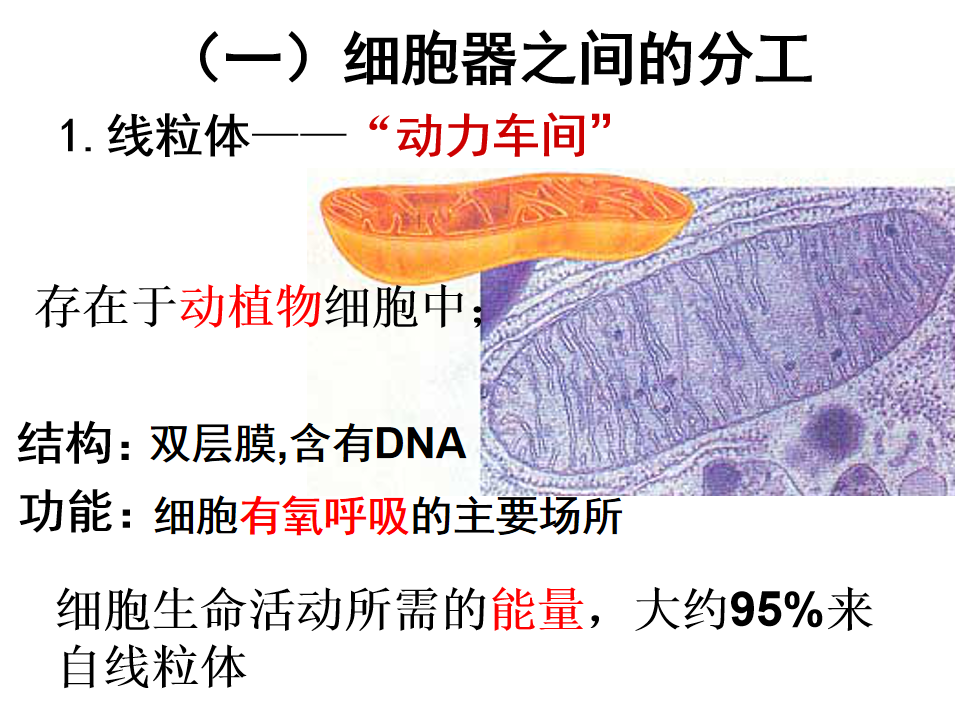 （一）细胞器之间的分工
1.线粒体——“动力车间”
存在于动植物细胞中；
结构：双层膜,含有DNA
功能：细胞有氧呼吸的主要场所
细胞生命活动所需的能量，大约95%来
自线粒体